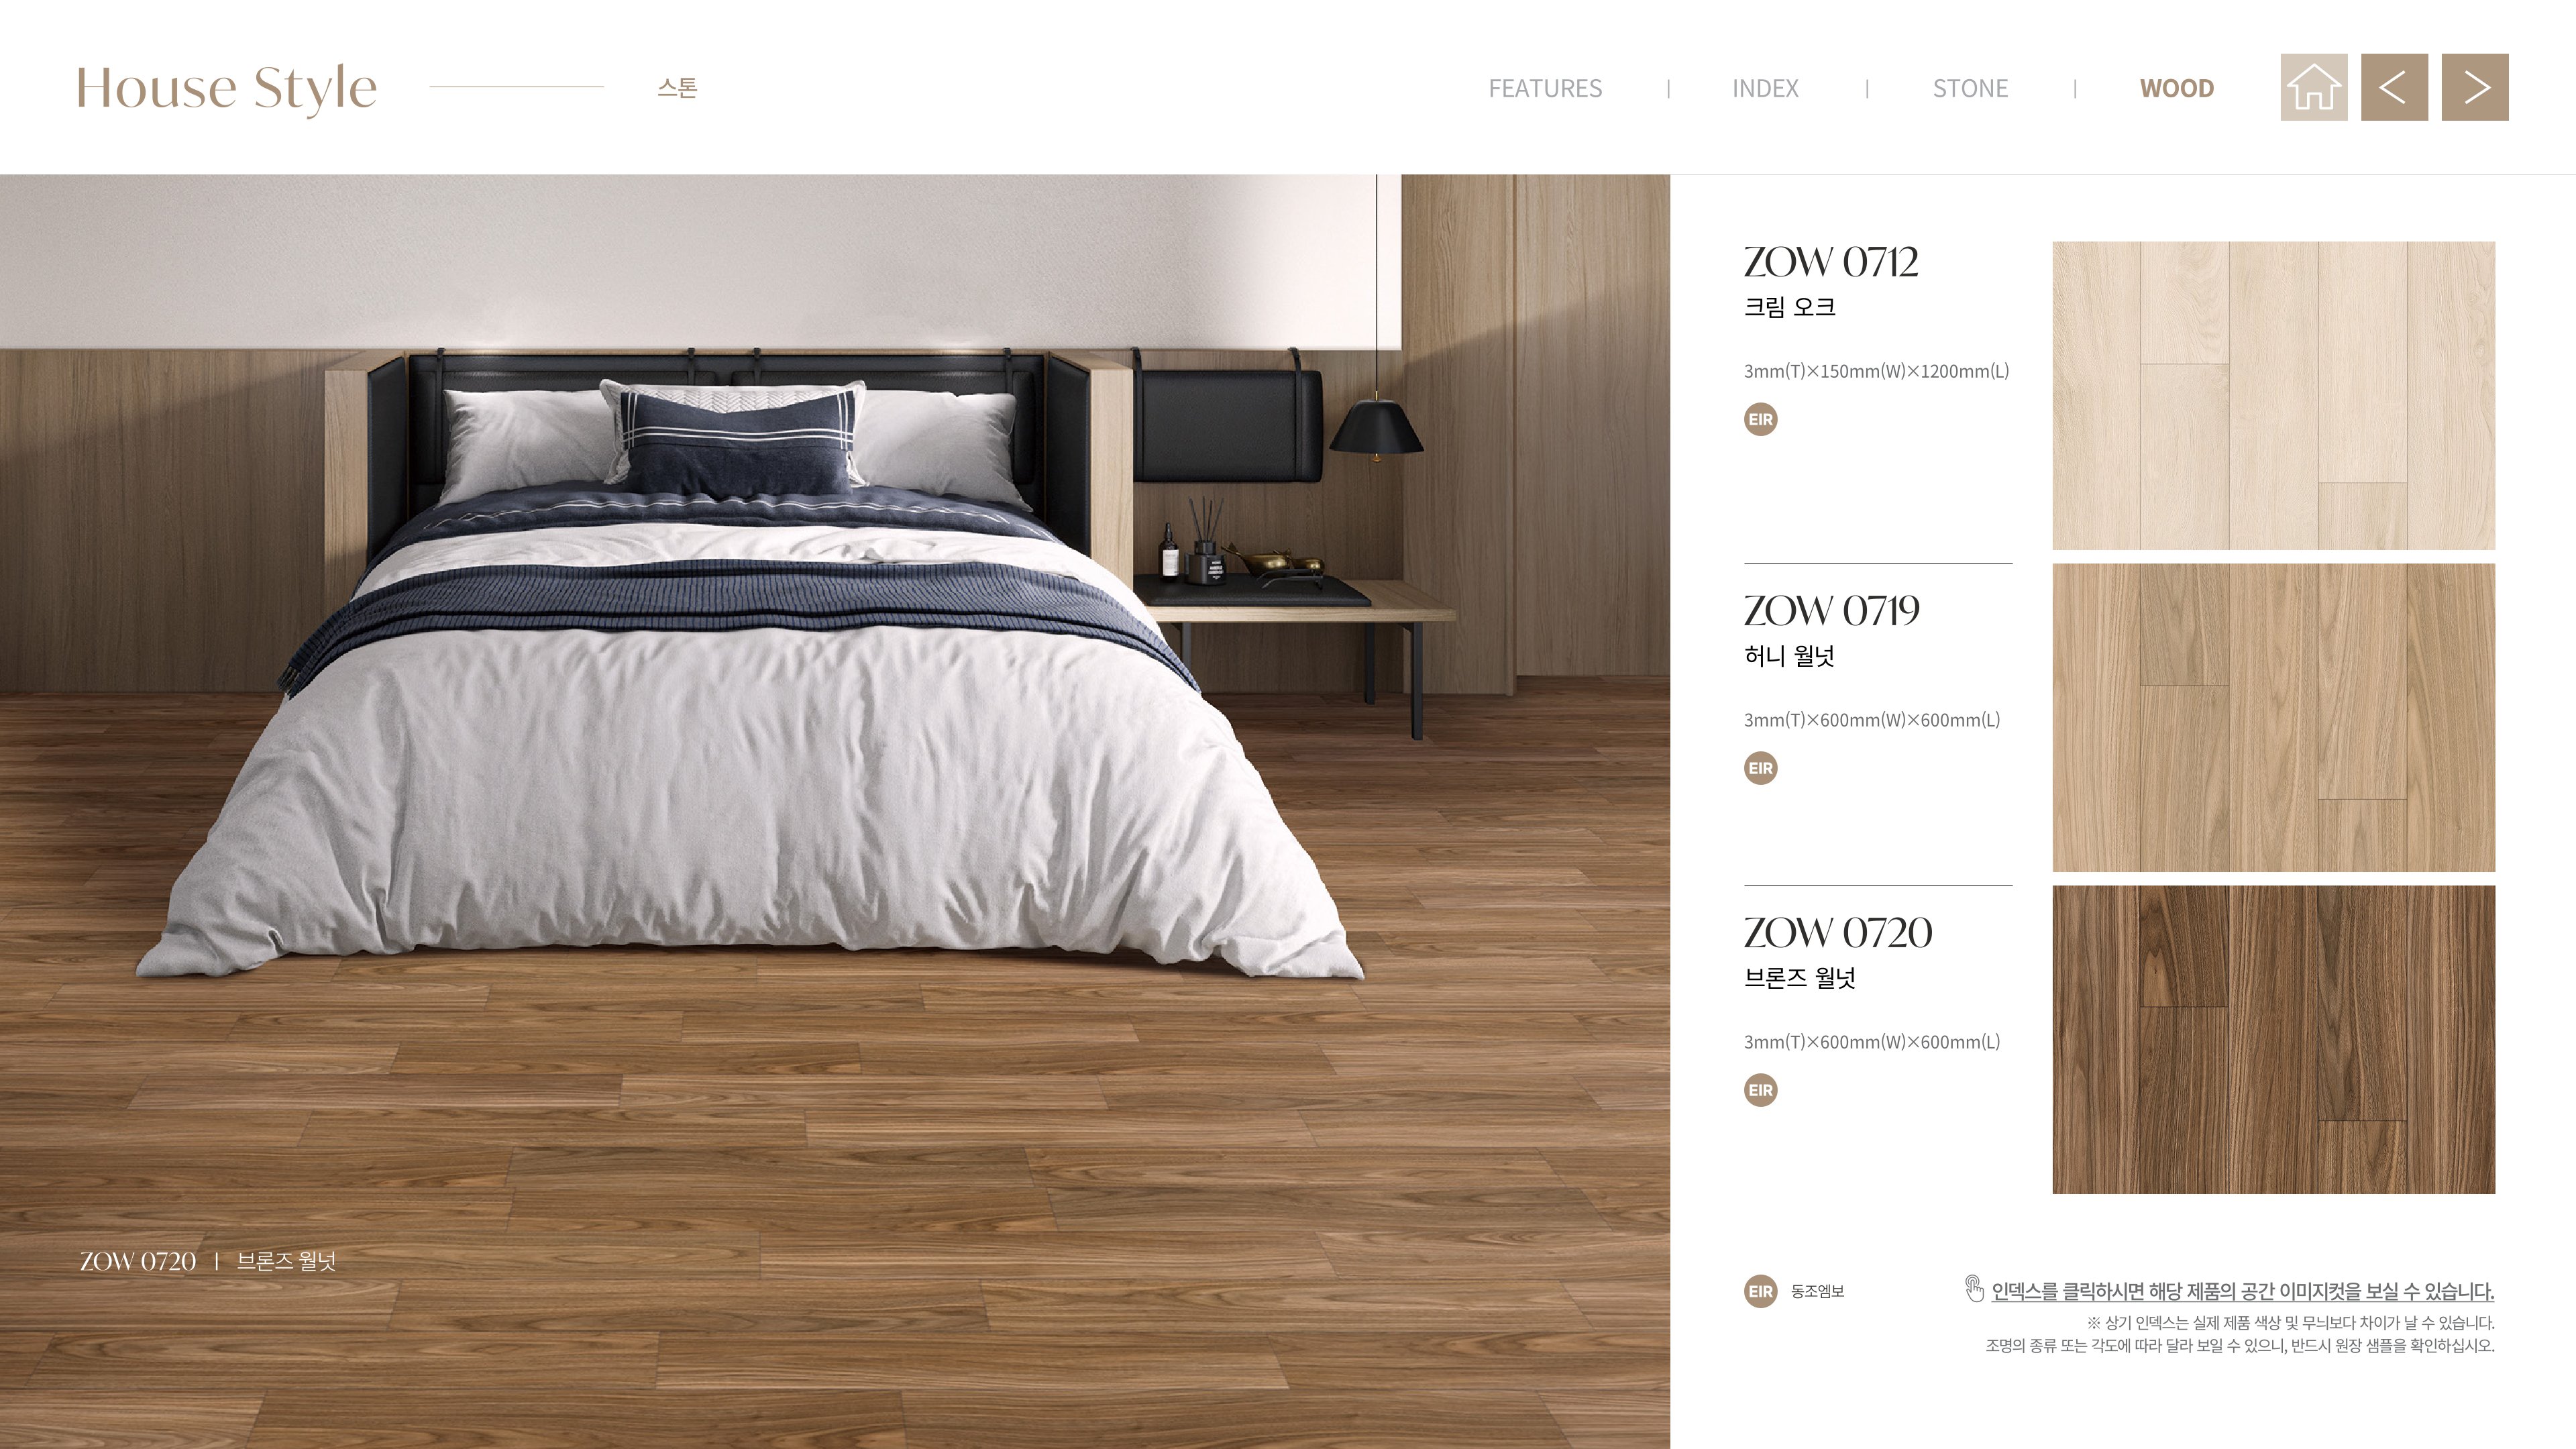 House Style
스톤
FEATURES | INDEX | STONE | WOOD
ZOW 0712
크림 오크
3mm(T)×150mm(W)×1200mm(L)
EIR
ZOW 0719
허니 월넛
3mm(T)×600mm(W)×600mm(L)
EIR
ZOW 0720
브론즈 월넛
3mm(T)×600mm(W)×600mm(L)
EIR
ZOW 0720 | 브론즈 월넛
EIR 동조엠보
인덱스를 클릭하시면 해당 제품의 공간 이미지컷을 보실 수 있습니다.
※ 상기 인덱스는 실제 제품 색상 및 무늬보다 차이가 날 수 있습니다.
조명의 종류 또는 각도에 따라 달라 보일 수 있으니, 반드시 원장 샘플을 확인하십시오.